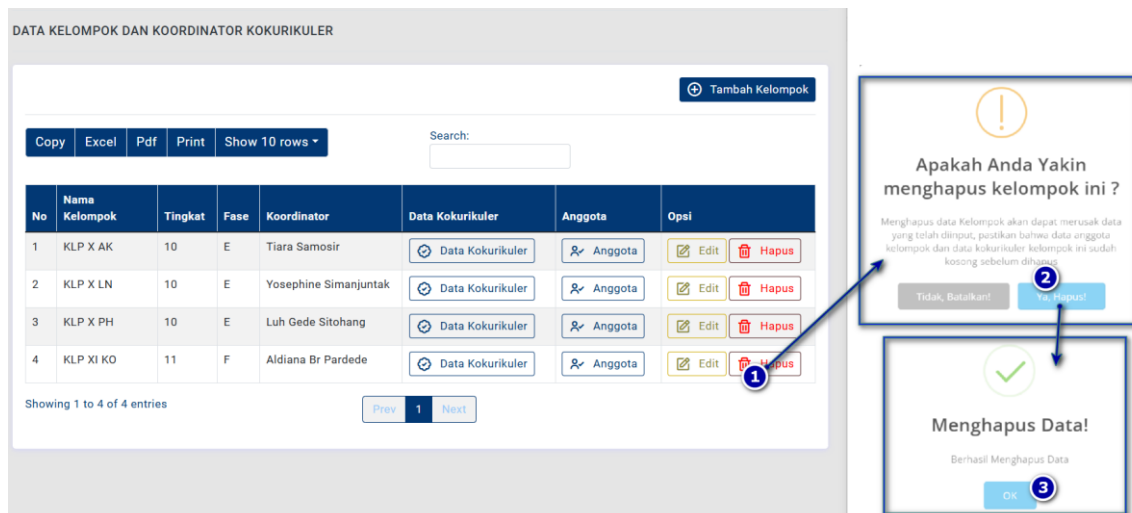 DATA KELOMPOK DAN KOORDINATOR KOKURIKULER
Tambah Kelompok
Copy Excel Pdf Print Show 10 rows
Search:
No Nama Kelompok Tingkat Fase Koordinator Data Kokurikuler Anggota Opsi
1 KLP X AK 10 E Tiara Samosir Data Kokurikuler Anggota Edit Hapus
2 KLP X LN 10 E Yosephine Simanjuntak Data Kokurikuler Anggota Edit Hapus
3 KLP X PH 10 E Luh Gede Sitohang Data Kokurikuler Anggota Edit Hapus
4 KLP XI KO 11 F Aldiana Br Pardede Data Kokurikuler Anggota Edit Hapus
1
Showing 1 to 4 of 4 entries
Prev 1 Next
Apakah Anda Yakin
menghapus kelompok ini ?
Menghapus data Kelompok akan dapat merusak data
yang telah diinput, pastikan bahwa data anggota
kelompok dan data kokurikuler kelompok ini sudah
kosong sebelum dihapus
2
Tidak, Batalkan! Ya, Hapus!
Menghapus Data!
Berhasil Menghapus Data
OK 3